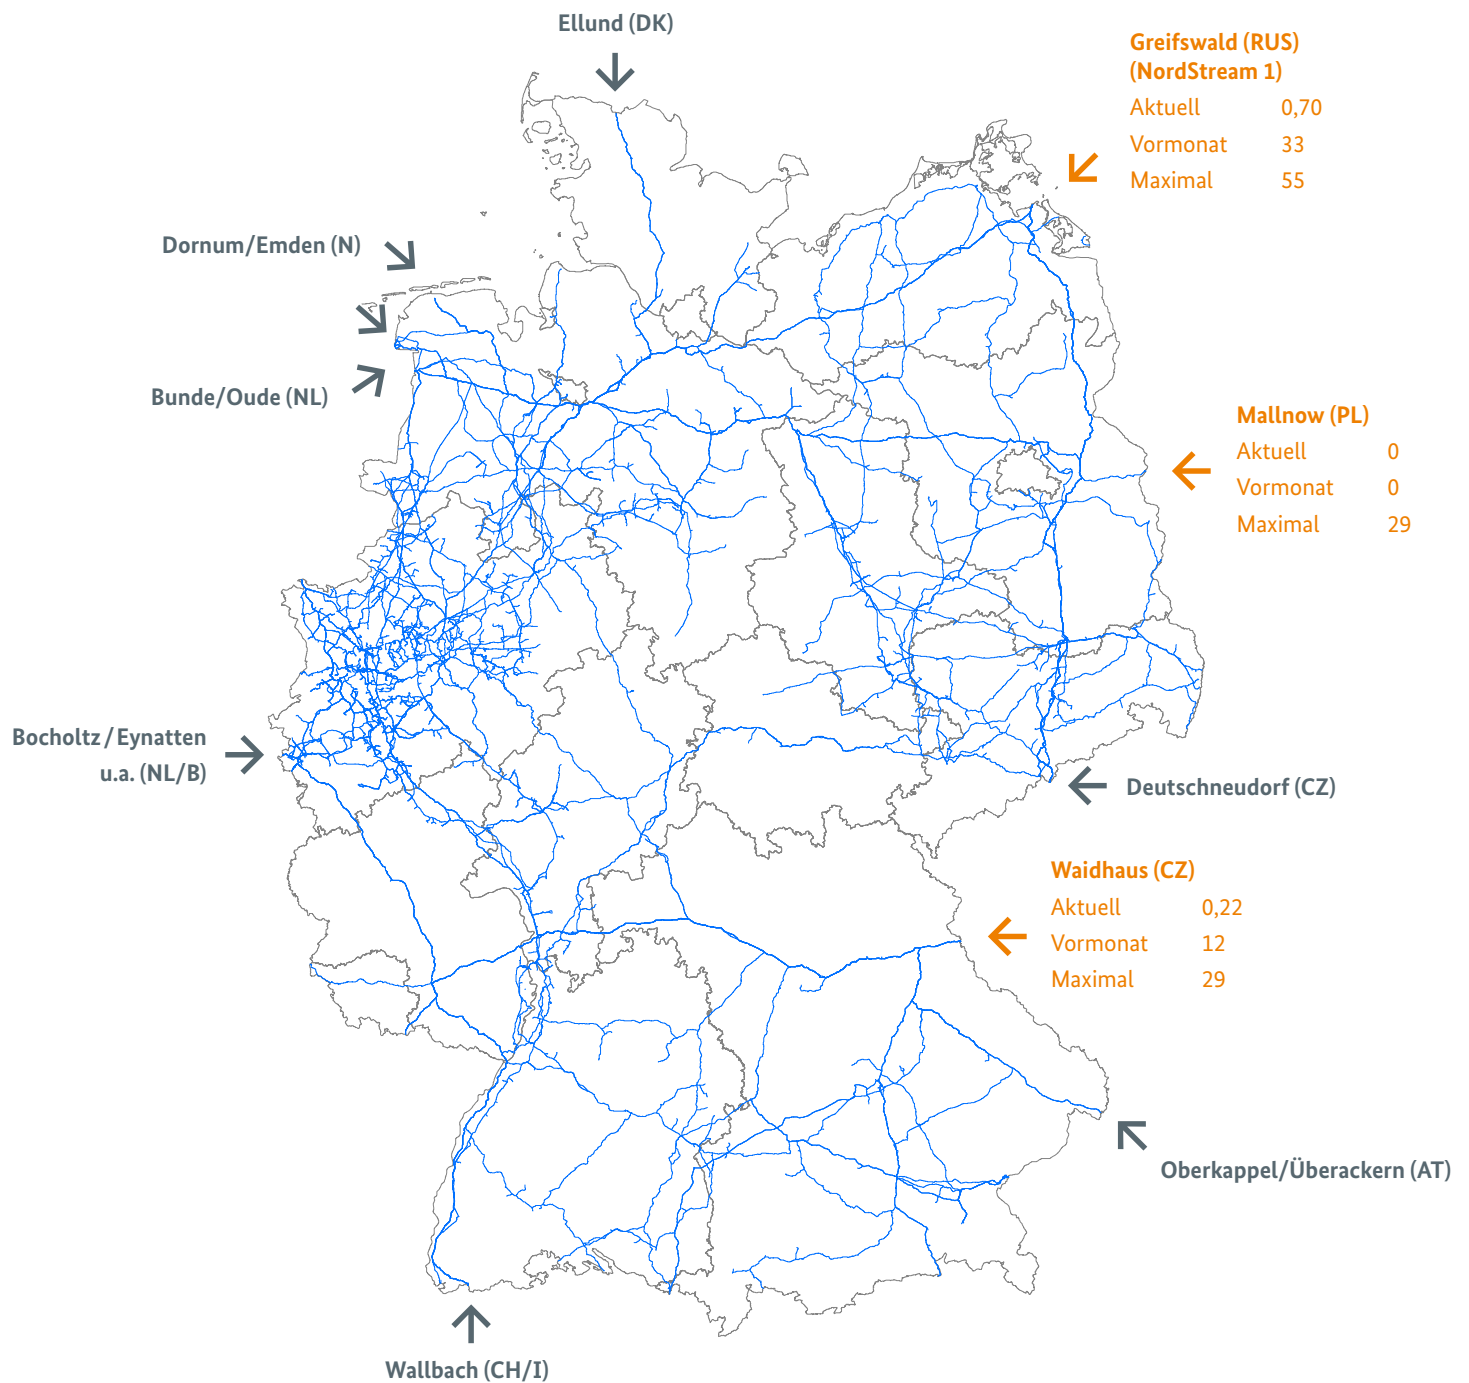 Ellund (DK)
Greifswald (RUS)
(NordStream 1)
Aktuell 0,70
Vormonat 33
Maximal 55
Dornum/Emden (N)
Bunde/Oude (NL)
Mallnow (PL)
Aktuell 0
Vormonat 0
Maximal 29
Bocholtz / Eynatten
u.a. (NL/B)
Deutschneudorf (CZ)
Waidhaus (CZ)
Aktuell 0,22
Vormonat 12
Maximal 29
Oberkappel/Überackern (AT)
Wallbach (CH/I)